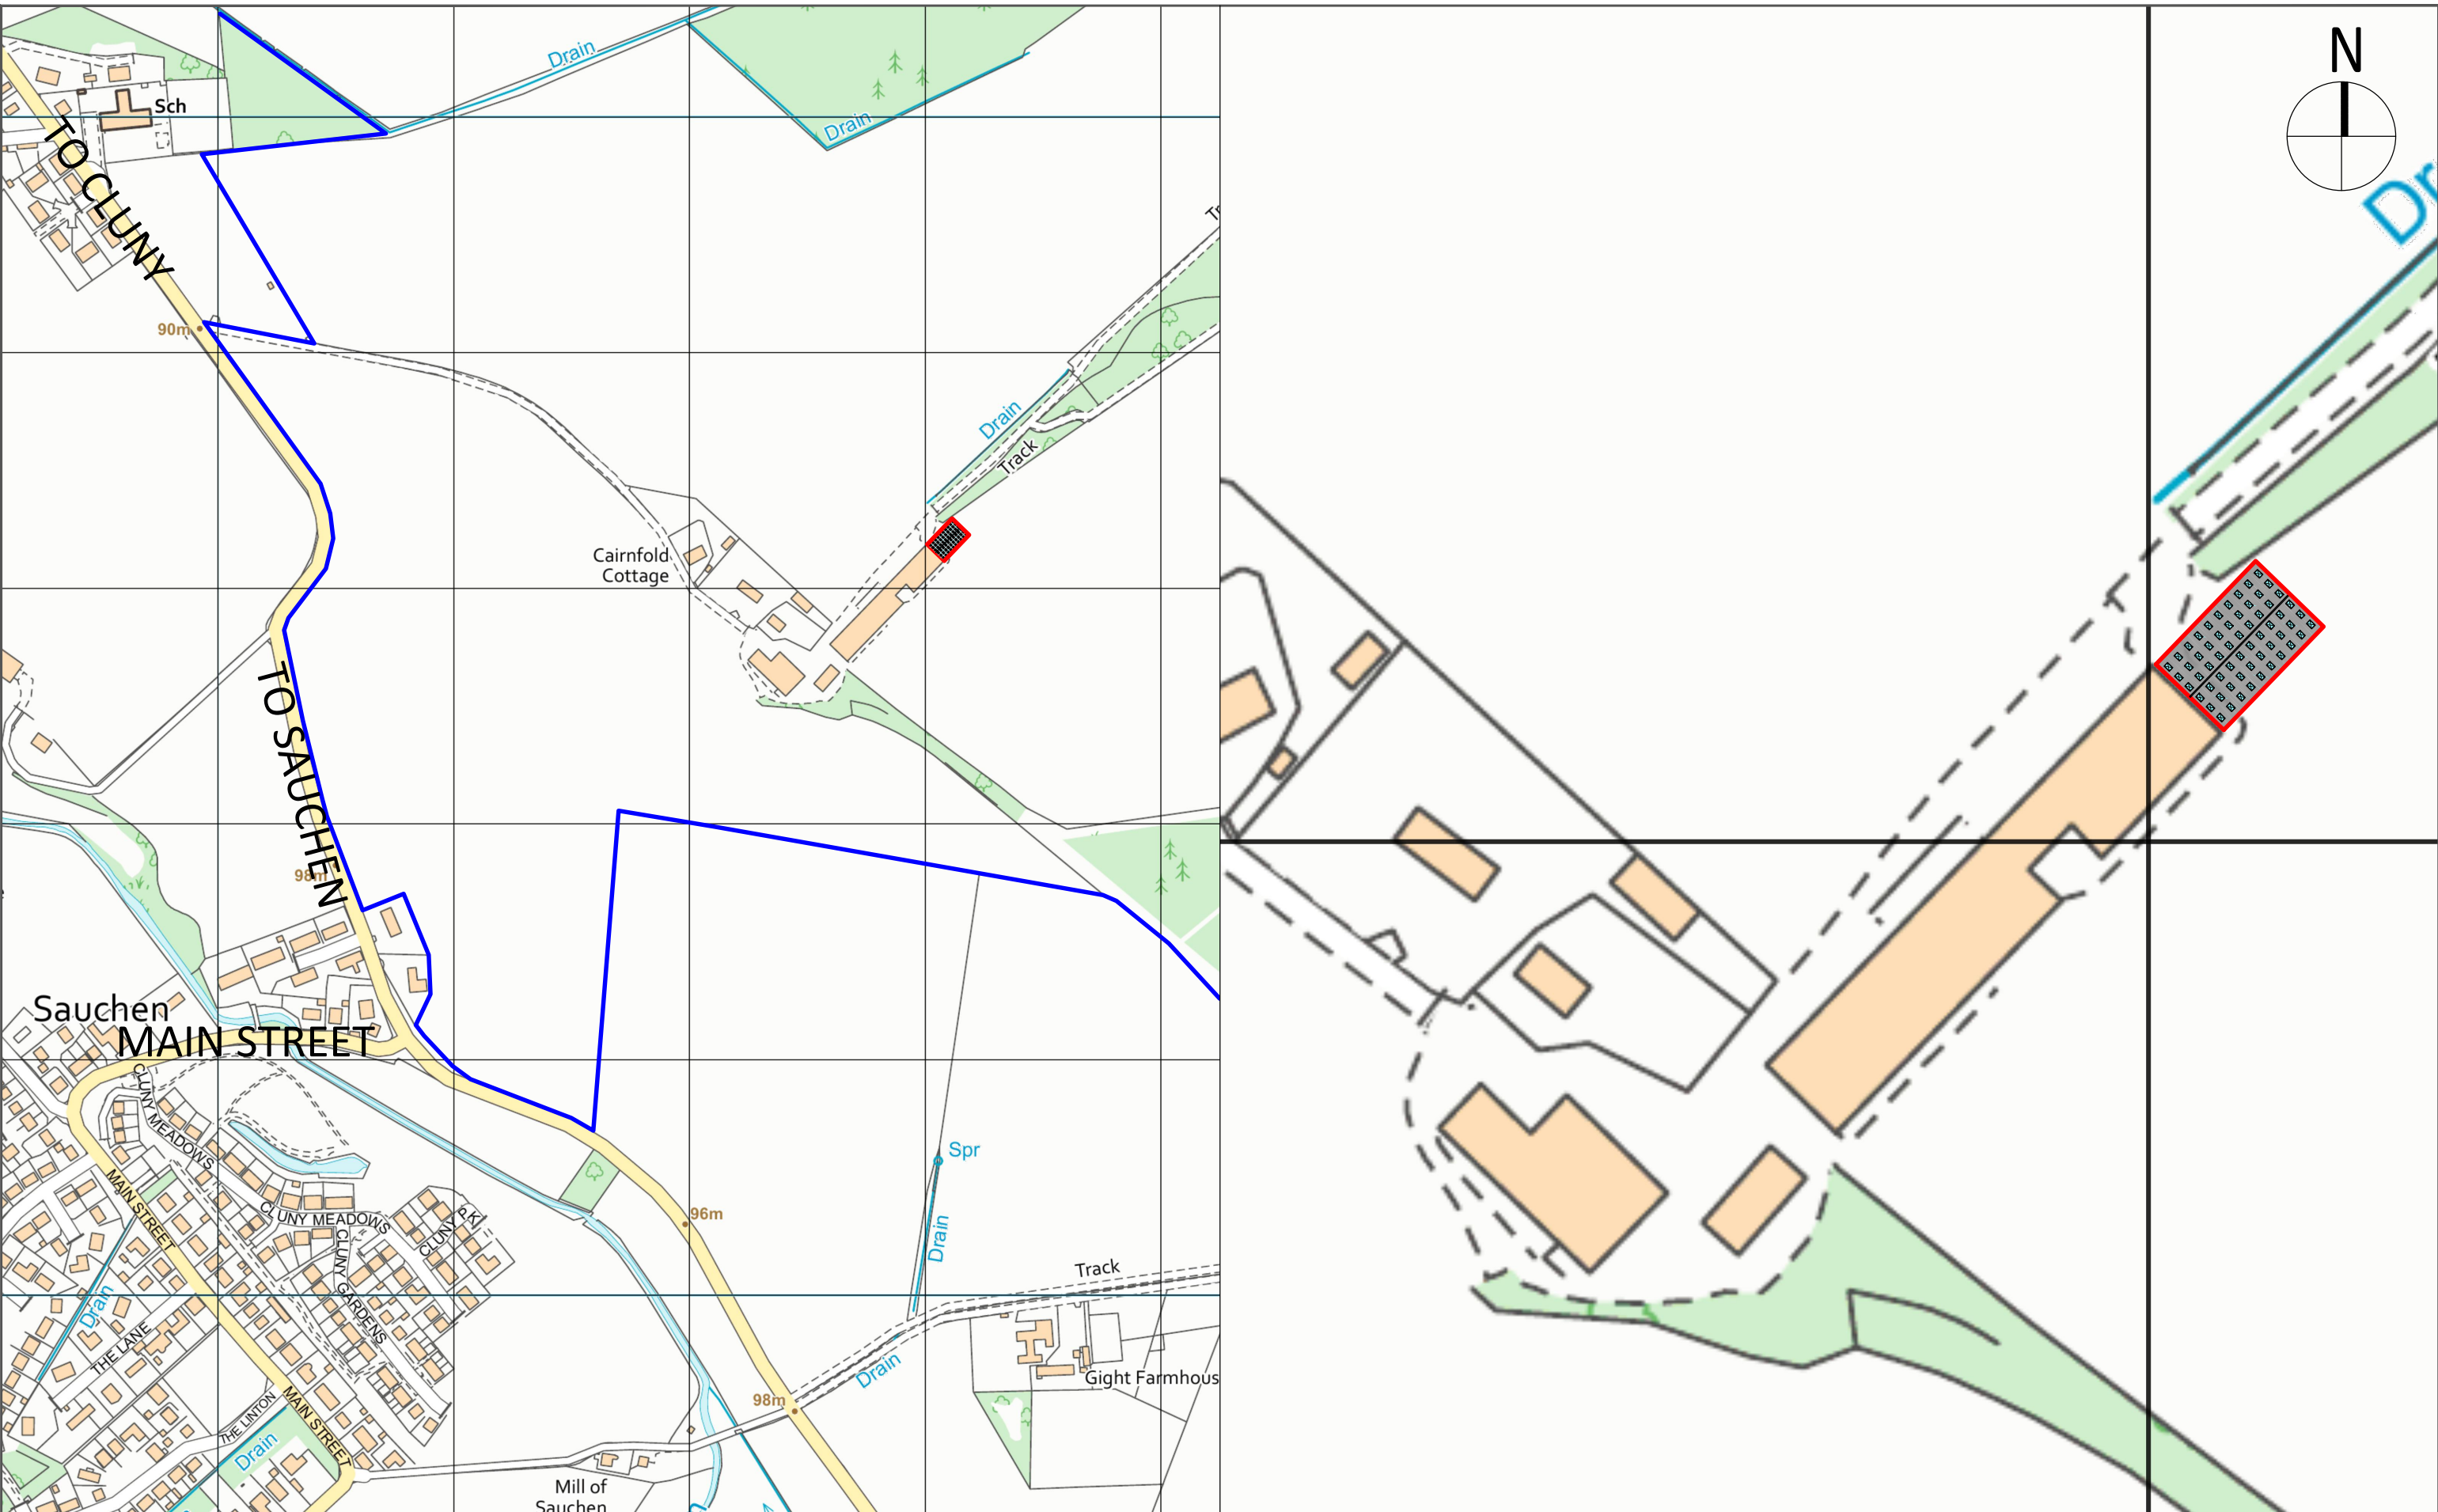 Drain
N
Sch
Drain
TO CLUNY
90m
Drain
Track
Cairnfold
Cottage
TO SAUCHEN
98m
Sauchen
MAIN STREET
CLUNY MEADOWS
Spr
MAIN STREET
CLUNY MEADOWS
CLUNY
96m
CLUNY GARDENS
Drain
Track
Drain
THE LANE
Drain
Gight Farmhous
98m
THE LINTON
MAIN STREET
Drain
Mill of
Sauchen